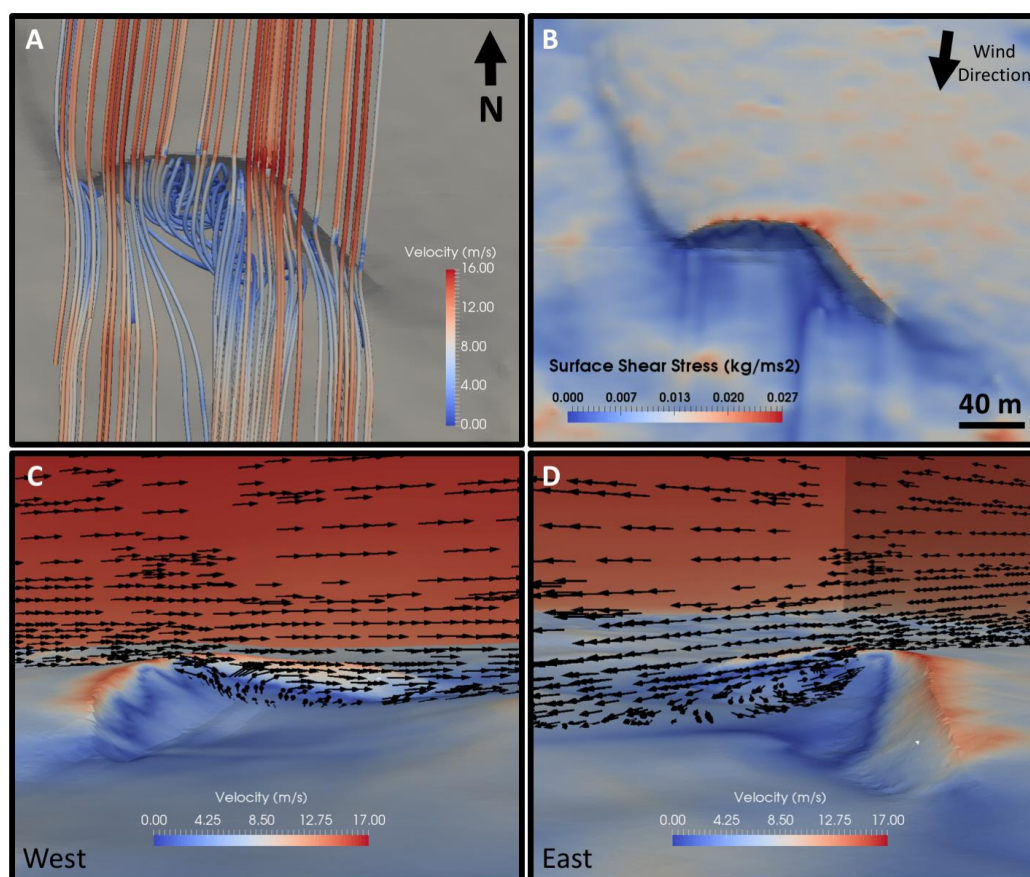 A
N
Velocity (m/s)
16.00
12.00
8.00
4.00
0.00
B
Wind
Direction
Surface Shear Stress (kg/ms2)
0.000 0.007 0.013 0.020 0.027
40 m
C
Velocity (m/s)
0.00 4.25 8.50 12.75 17.00
West
D
Velocity (m/s)
0.00 4.25 8.50 12.75 17.00
East